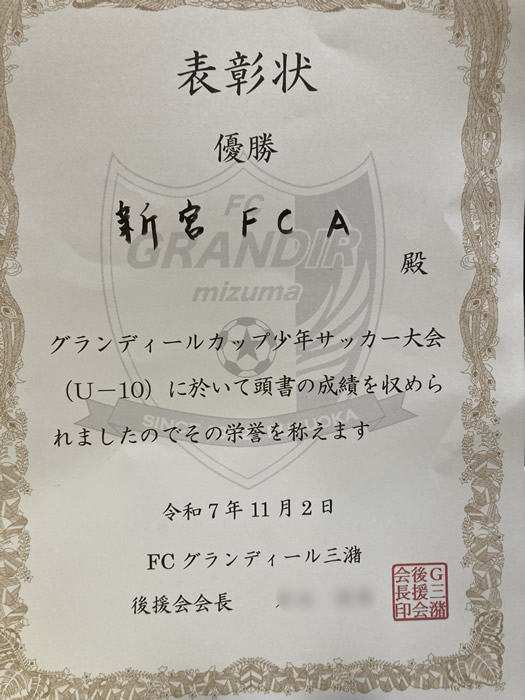 表彰状
優勝
新宮 FCA
殿
FC
GRANDIR
mizuma
グランディールカップ少年サッカー大会
(U－10)に於いて頭書の成績を収めら
れましたのでその栄誉を称えます
令和7年11月2日
FCグランディール三潴
後援会会長
G三潴
後援会
会長印